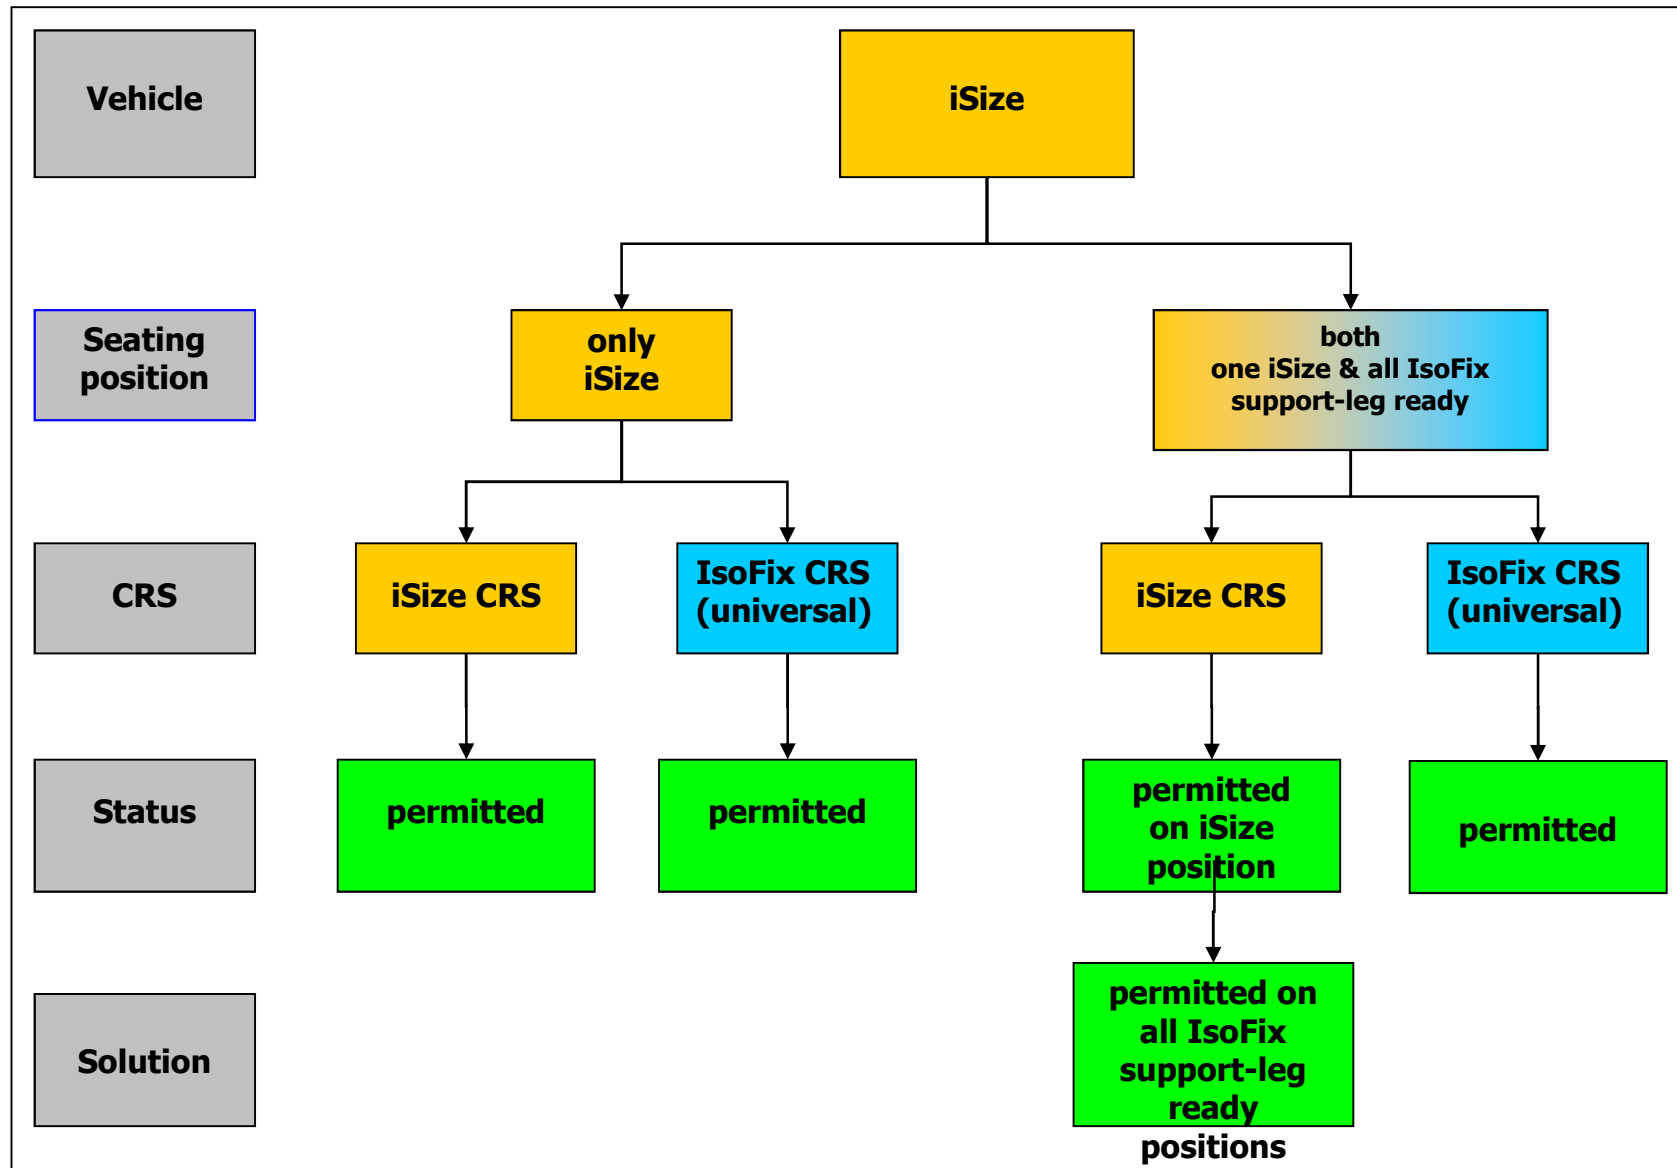 Vehicle
iSize
Seating
position
only
iSize
both
one iSize & all IsoFix
support-leg ready
CRS
iSize CRS
IsoFix CRS
(universal)
iSize CRS
IsoFix CRS
(universal)
Status
permitted
permitted
permitted
on iSize
position
permitted
Solution
permitted on
all IsoFix
support-leg
ready
positions